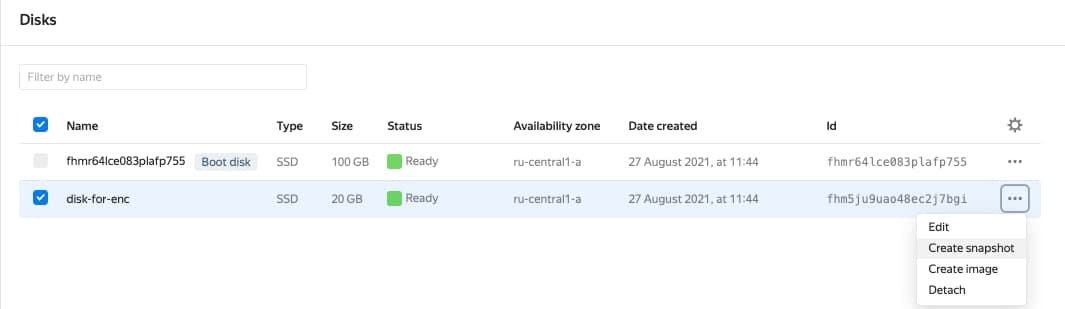 Disks
Filter by name
Name Type Size Status Availability zone Date created Id
fhmr64lce083plafp755 Boot disk SSD 100 GB Ready ru-central1-a 27 August 2021, at 11:44 fhmr64lce083plafp755
disk-for-enc SSD 20 GB Ready ru-central1-a 27 August 2021, at 11:44 fhm5ju9uao48ec2j7bgi
Edit
Create snapshot
Create image
Detach